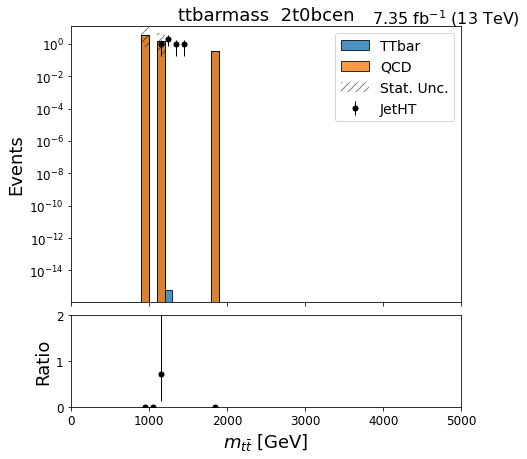 ttbarmass 2t0bcen 7.35 fb⁻¹ (13 TeV)
TTbar
QCD
Stat. Unc.
JetHT
Events
10⁰
10⁻²
10⁻⁴
10⁻⁶
10⁻⁸
10⁻¹⁰
10⁻¹²
10⁻¹⁴
Ratio
2
1
0
0 1000 2000 3000 4000 5000
m_{tt̄} [GeV]